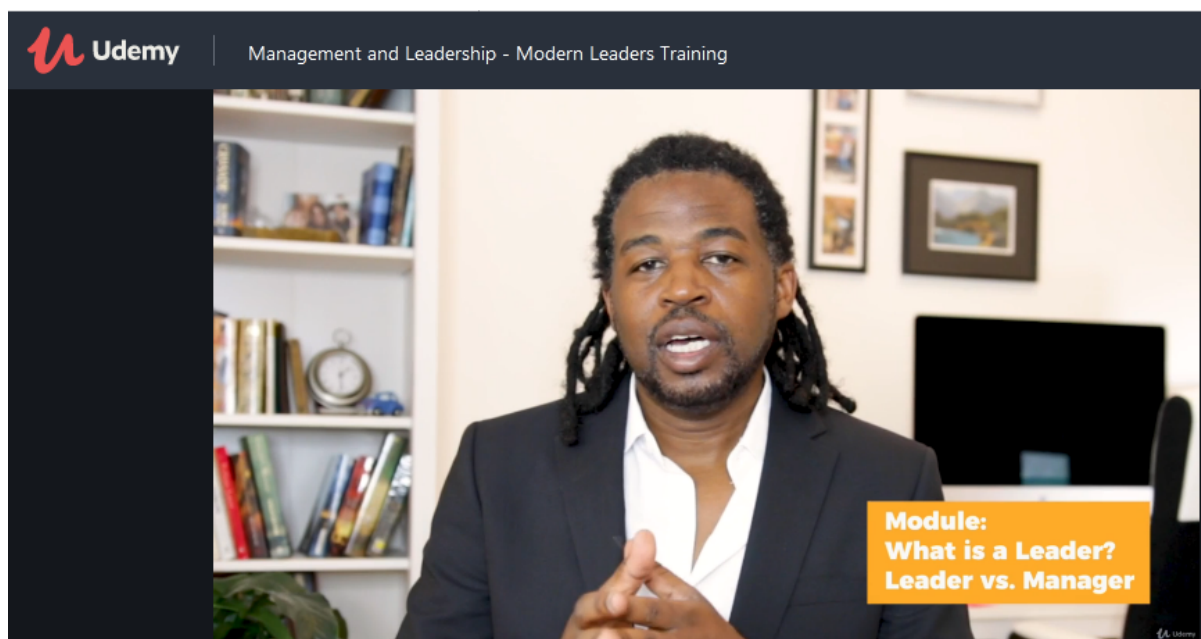 Udemy
Management and Leadership - Modern Leaders Training
Module:
What is a Leader?
Leader vs. Manager
Udemy